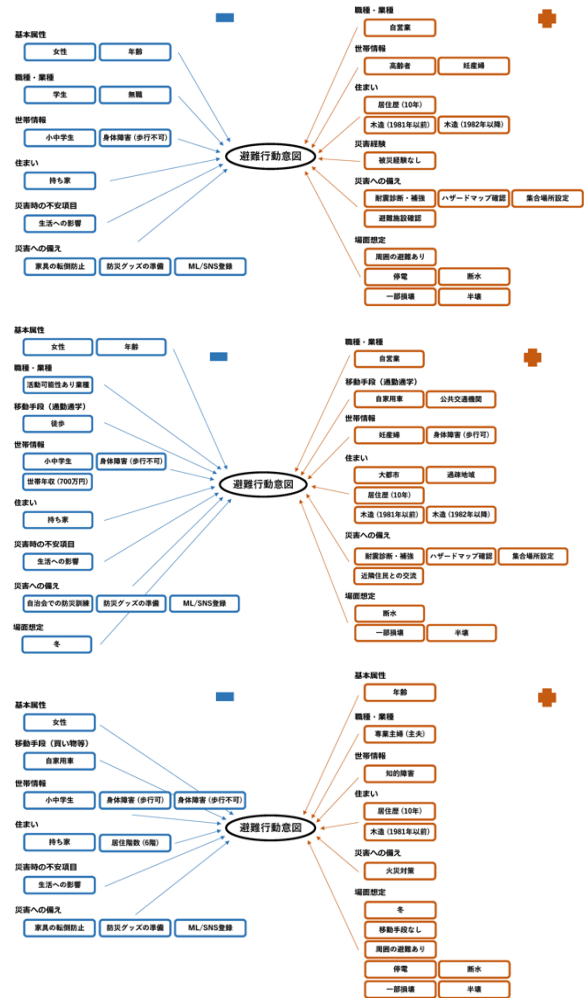 基本属性
女性 年齢
職種・業種
学生 無職
世帯情報
小中学生 身体障害 (歩行不可)
住まい
持ち家
災害時の不安項目
生活への影響
災害への備え
家具の転倒防止 防災グッズの準備 ML/SNS登録
避難行動意図
職種・業種
自営業
世帯情報
高齢者 妊産婦
住まい
居住歴 (10年)
木造 (1981年以前) 木造 (1982年以降)
災害経験
被災経験なし
災害への備え
耐震診断・補強 ハザードマップ確認 集合場所設定
避難施設確認
場面想定
周囲の避難あり
停電 断水
一部損壊 半壊
基本属性
女性 年齢
職種・業種
活動可能性あり業種
移動手段（通勤通学）
徒歩
世帯情報
小中学生 身体障害 (歩行不可)
世帯年収 (700万円)
住まい
持ち家
災害時の不安項目
生活への影響
災害への備え
自治会での防災訓練 防災グッズの準備 ML/SNS登録
場面想定
冬
避難行動意図
職種・業種
自営業
移動手段（通勤通学）
自家用車 公共交通機関
世帯情報
妊産婦 身体障害 (歩行可)
住まい
大都市 過疎地域
居住歴 (10年)
木造 (1981年以前) 木造 (1982年以降)
災害への備え
耐震診断・補強 ハザードマップ確認 集合場所設定
近隣住民との交流
場面想定
断水
一部損壊 半壊
基本属性
女性
移動手段（買い物等）
自家用車
世帯情報
小中学生 身体障害 (歩行可) 身体障害 (歩行不可)
住まい
持ち家 居住階数 (6階)
災害時の不安項目
生活への影響
災害への備え
家具の転倒防止 防災グッズの準備 ML/SNS登録
避難行動意図
基本属性
年齢
職種・業種
専業主婦 (主夫)
世帯情報
知的障害
住まい
居住歴 (10年)
木造 (1981年以前)
災害への備え
火災対策
場面想定
冬
移動手段なし
周囲の避難あり
停電 断水
一部損壊 半壊